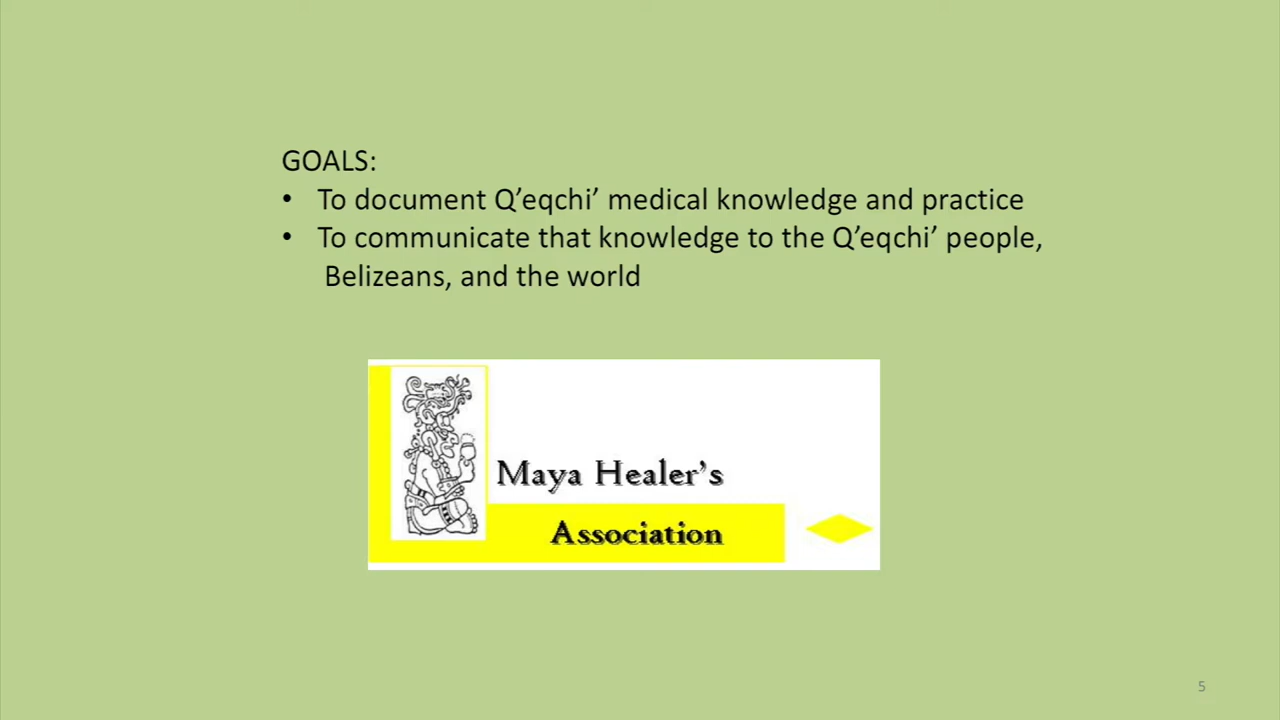 GOALS:
• To document Q’eqchi’ medical knowledge and practice
• To communicate that knowledge to the Q’eqchi’ people,
Belizeans, and the world
Maya Healer’s
Association
5